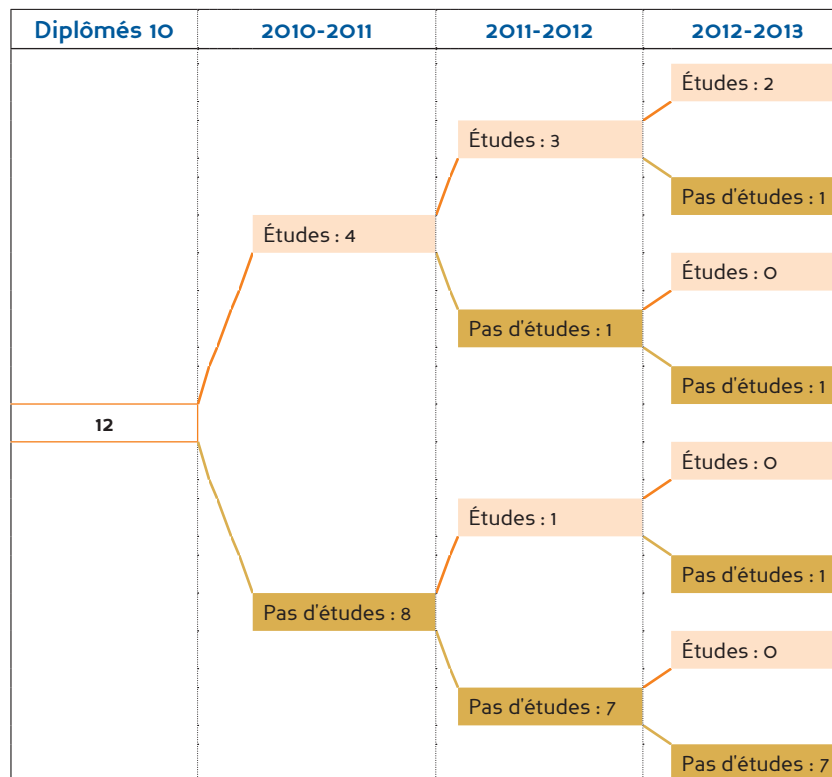 Diplômés 10 2010-2011 2011-2012 2012-2013
Études : 2
Études : 3
Pas d'études : 1
Études : 4
Études : 0
Pas d'études : 1
Pas d'études : 1
12
Études : 0
Études : 1
Pas d'études : 1
Pas d'études : 8
Études : 0
Pas d'études : 7
Pas d'études : 7